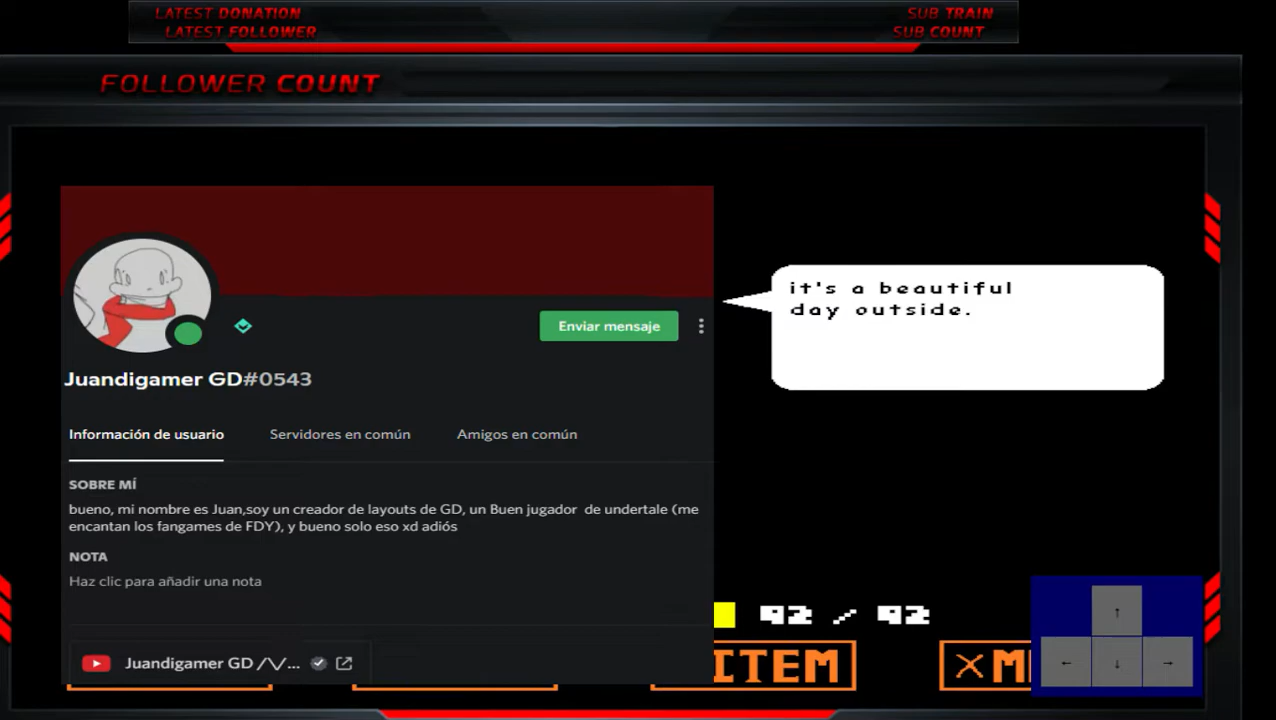 LATEST DONATION
LATEST FOLLOWER
SUB TRAIN
SUB COUNT
FOLLOWER COUNT
Enviar mensaje
Juandigamer GD#0543
Información de usuario
Servidores en común
Amigos en común
SOBRE MÍ
bueno, mi nombre es Juan,soy un creador de layouts de GD, un Buen jugador de undertale (me
encantan los fangames de FDY), y bueno solo eso xd adiós
NOTA
Haz clic para añadir una nota
Juandigamer GD /\/...
it's a beautiful
day outside.
92 / 92
ITEM
↑
← ↓ →